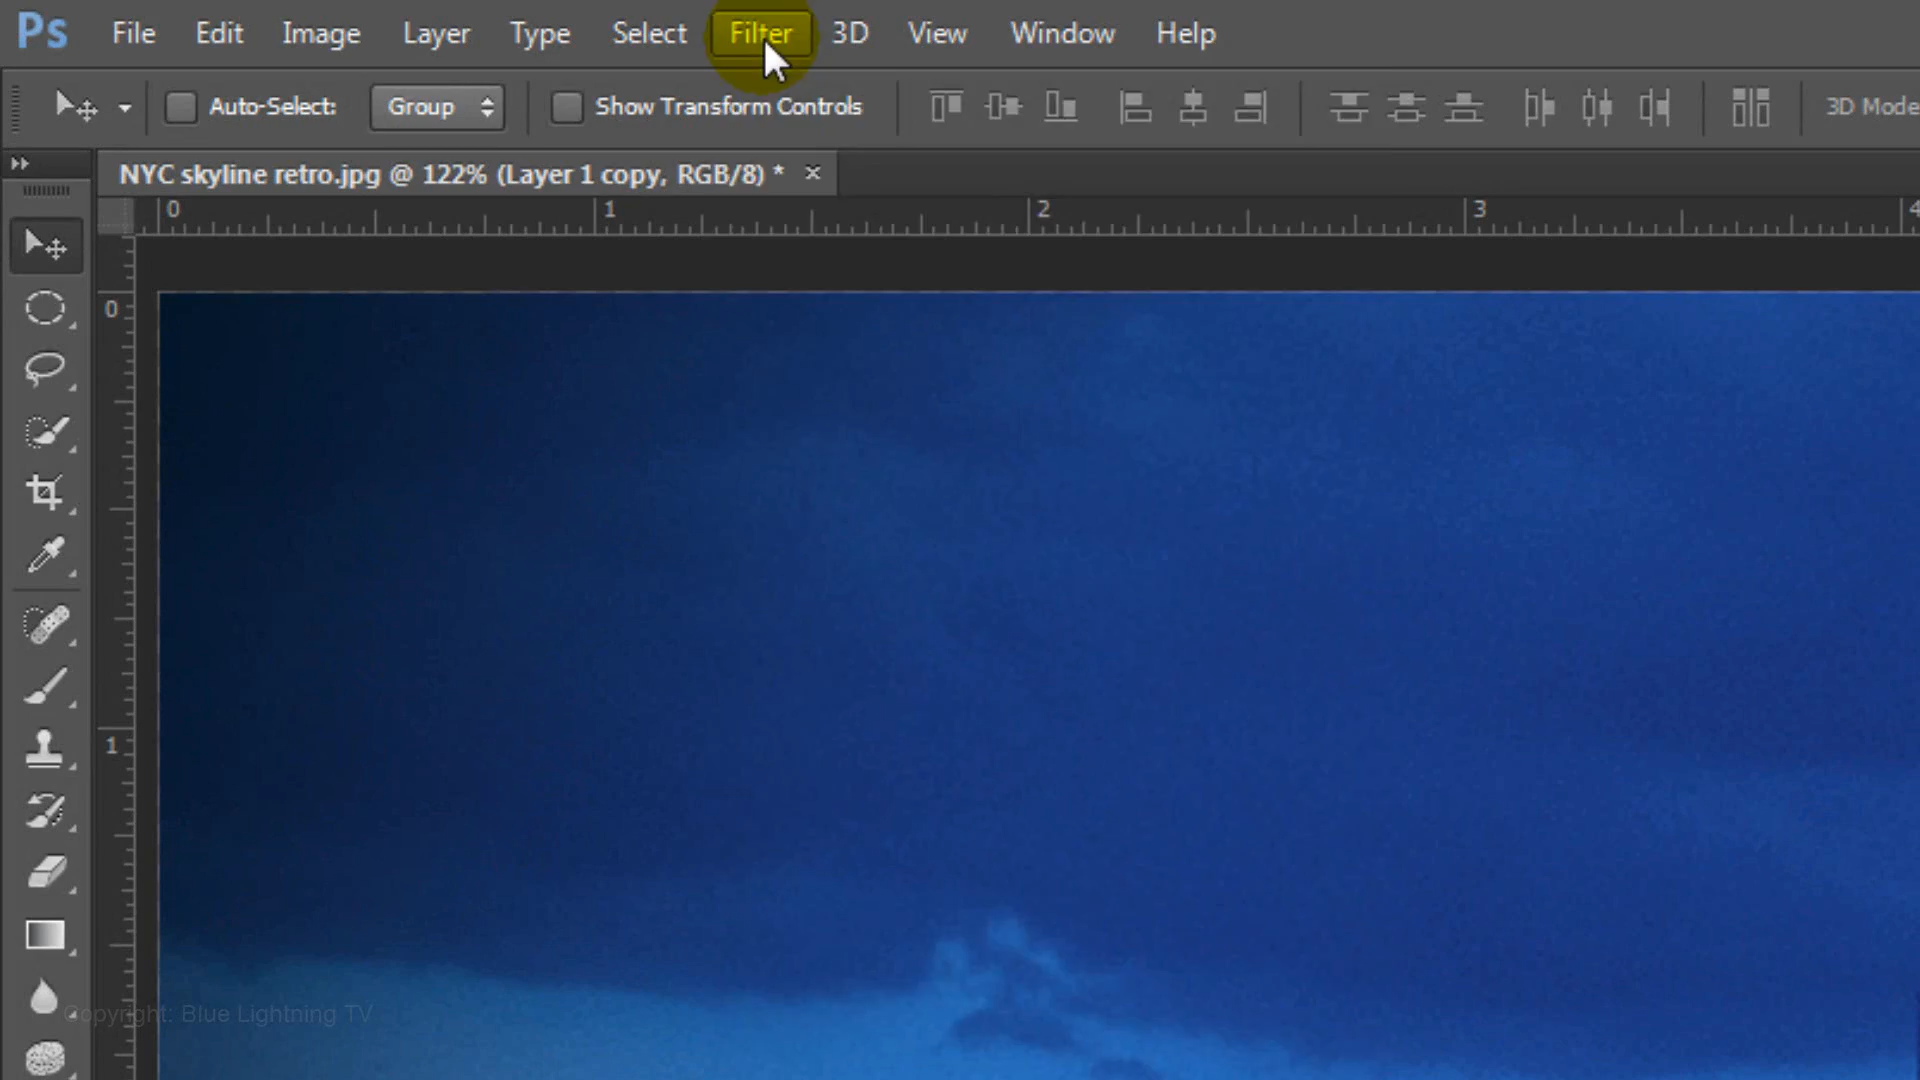 Ps File Edit Image Layer Type Select Filter 3D View Window Help
Auto-Select: Group Show Transform Controls 3D Mode
NYC skyline retro.jpg @ 122% (Layer 1 copy, RGB/8) * ×
0 1 2 3 4
0
1
Copyright: Blue Lightning TV